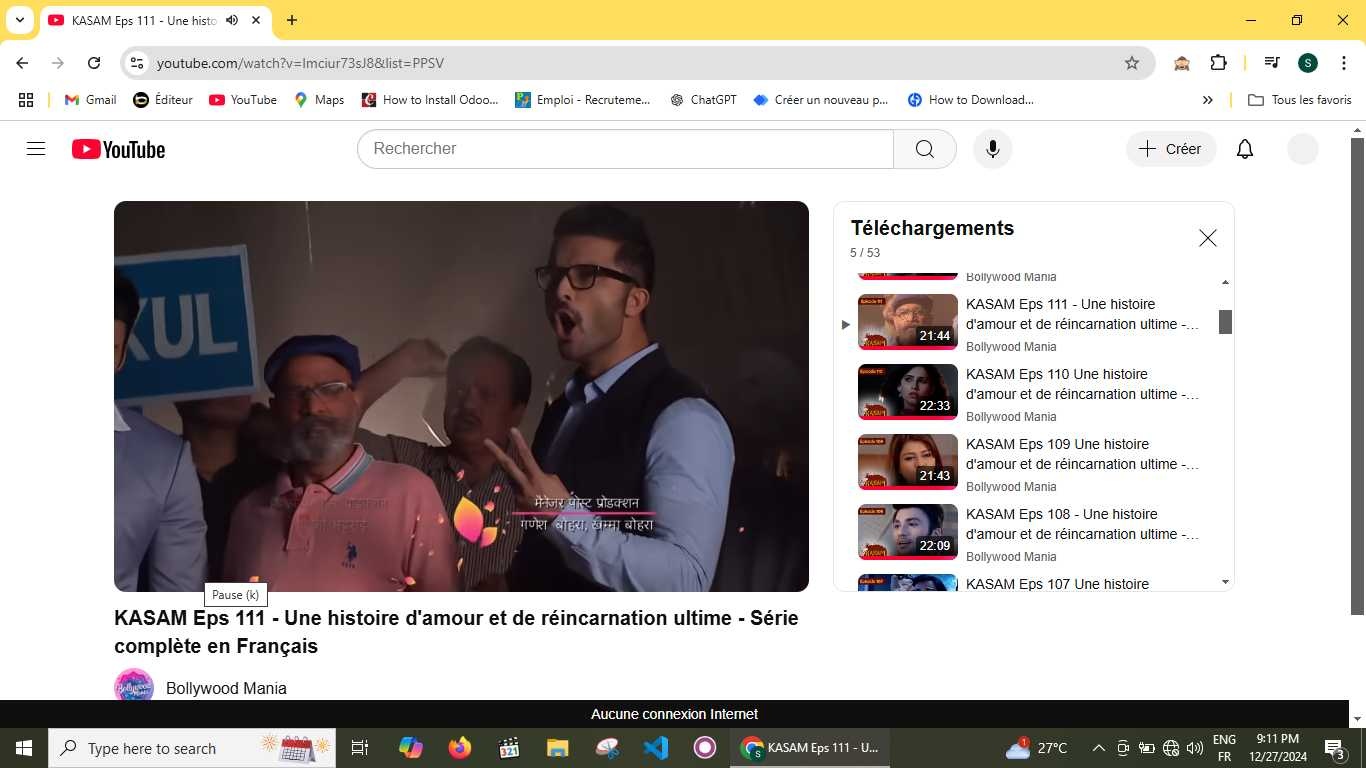 KASAM Eps 111 - Une histo
youtube.com/watch?v=Imciur73sJ8&list=PPSV
S
Gmail
Éditeur
YouTube
Maps
How to Install Odoo...
Emploi - Recruteme...
ChatGPT
Créer un nouveau p...
How to Download...
Tous les favoris
YouTube
Rechercher
Créer
KUL
मैनेजर पोस्ट प्रोडक्शन
गणेश बोहरा, खेम्मा बोहरा
Pause (k)
KASAM Eps 111 - Une histoire d'amour et de réincarnation ultime - Série
complète en Français
Bollywood Mania
Téléchargements
5 / 53
Bollywood Mania
21:44
KASAM Eps 111 - Une histoire
d'amour et de réincarnation ultime -...
Bollywood Mania
22:33
KASAM Eps 110 Une histoire
d'amour et de réincarnation ultime -...
Bollywood Mania
21:43
KASAM Eps 109 Une histoire
d'amour et de réincarnation ultime -...
Bollywood Mania
22:09
KASAM Eps 108 - Une histoire
d'amour et de réincarnation ultime -...
Bollywood Mania
KASAM Eps 107 Une histoire
Aucune connexion Internet
Type here to search
KASAM Eps 111 - U...
27°C
ENG
FR
9:11 PM
12/27/2024
3